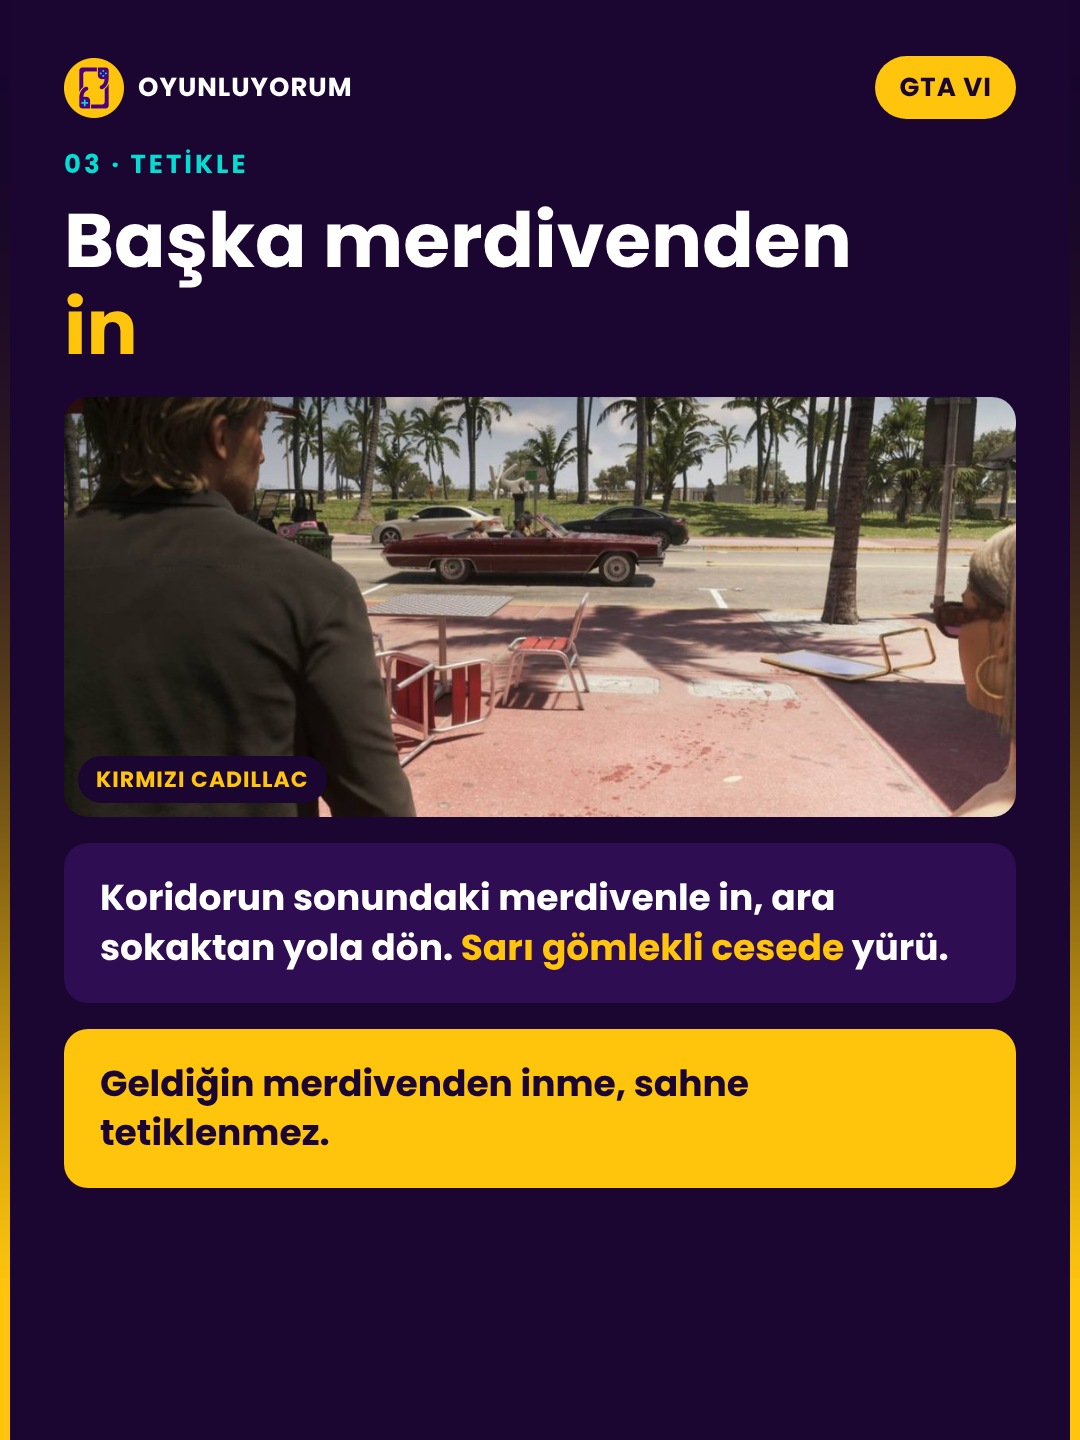 OYUNLUYORUM
GTA VI
03 · TETİKLE
Başka merdivenden
in
KIRMIZI CADILLAC
Koridorun sonundaki merdivenle in, ara
sokaktan yola dön. Sarı gömlekli cesede yürü.
Geldiğin merdivenden inme, sahne
tetiklenmez.